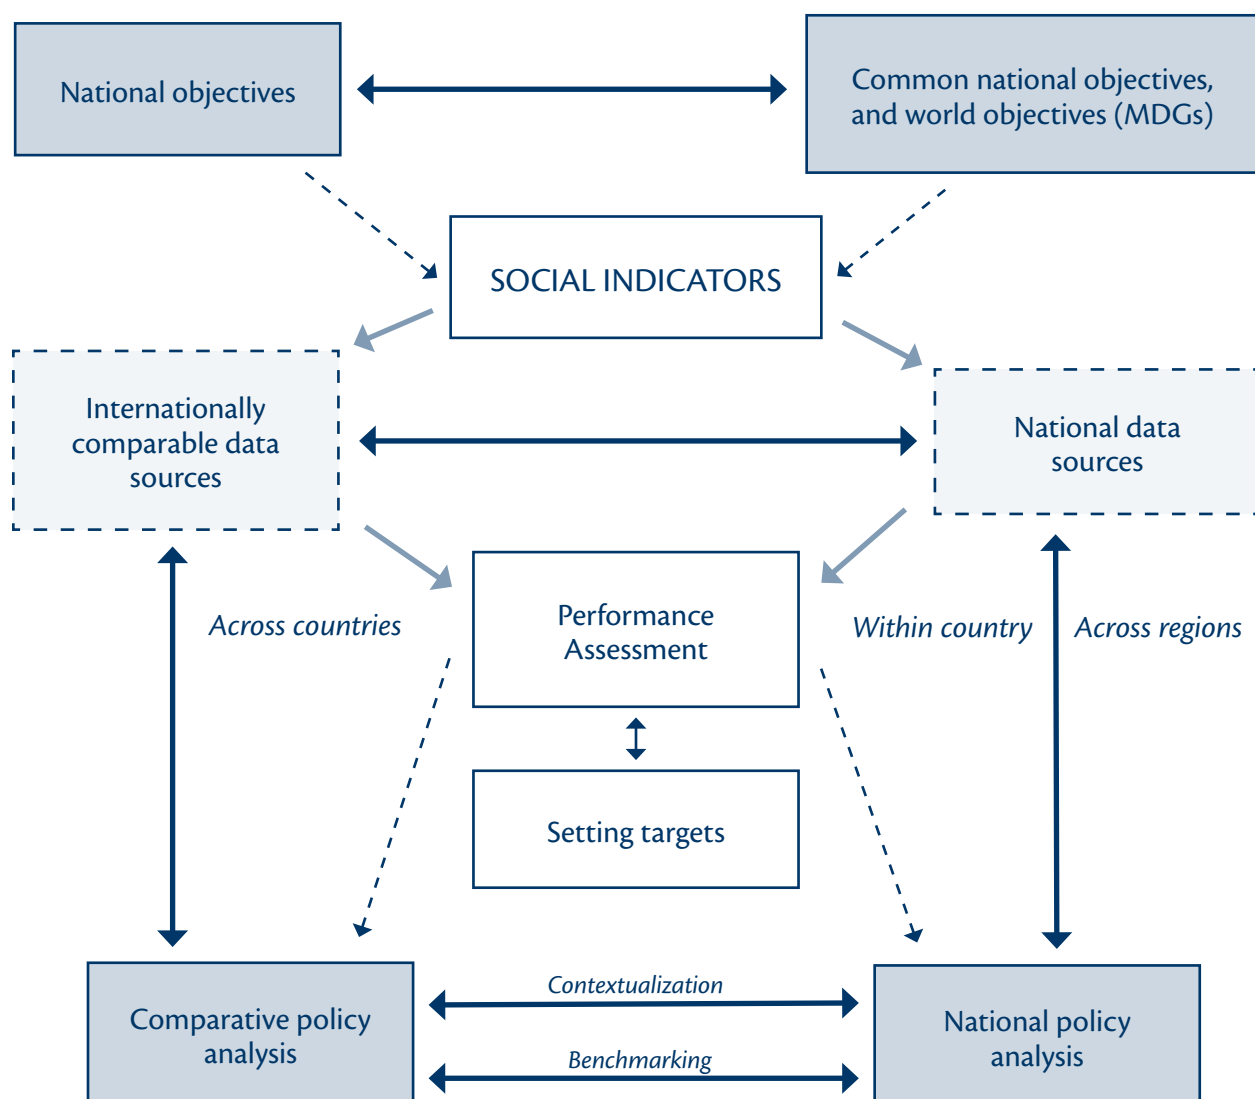 National objectives
Common national objectives,
and world objectives (MDGs)
SOCIAL INDICATORS
Internationally
comparable data
sources
National data
sources
Across countries
Performance
Assessment
Within country
Across regions
Setting targets
Contextualization
Comparative policy
analysis
National policy
analysis
Benchmarking